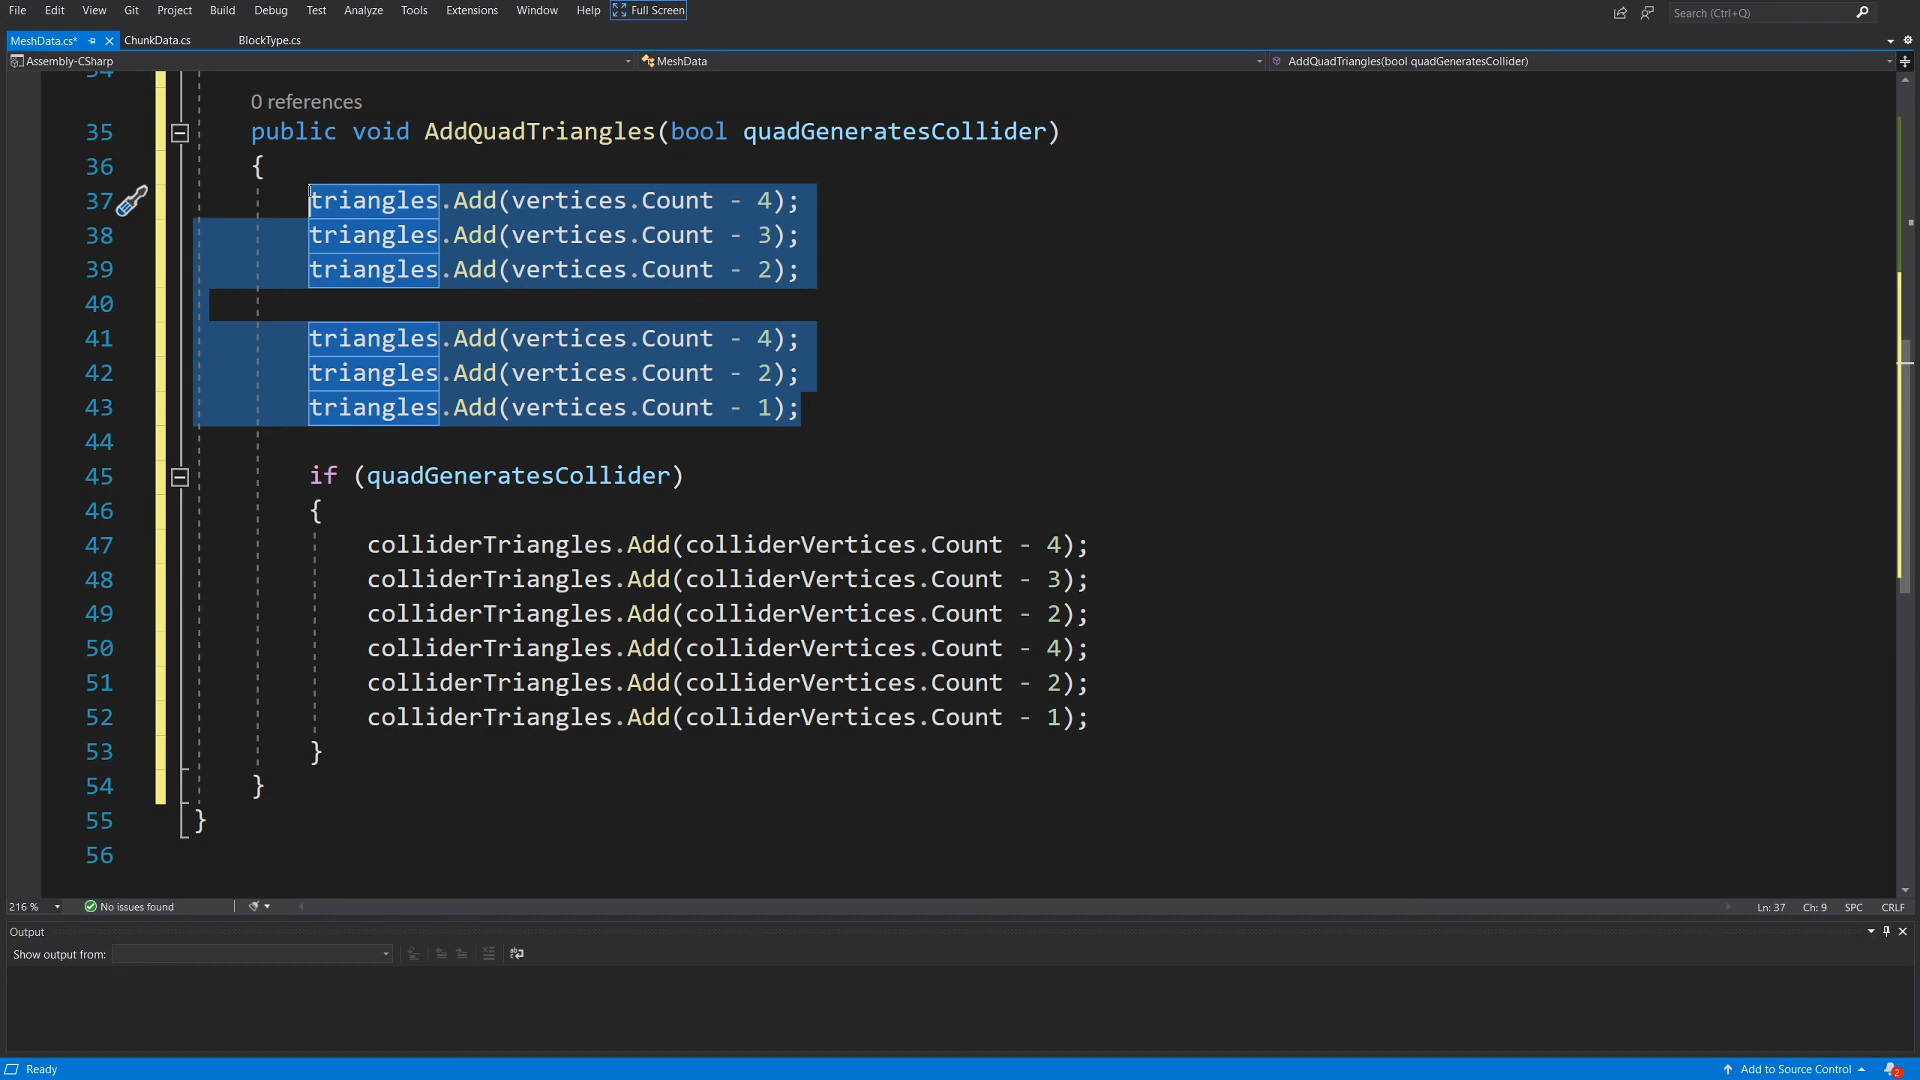 File Edit View Git Project Build Debug Test Analyze Tools Extensions Window Help Full Screen Search (Ctrl+Q)
MeshData.cs* ChunkData.cs BlockType.cs
Assembly-CSharp MeshData AddQuadTriangles(bool quadGeneratesCollider)
34
0 references
35 public void AddQuadTriangles(bool quadGeneratesCollider)
36 {
37 triangles.Add(vertices.Count - 4);
38 triangles.Add(vertices.Count - 3);
39 triangles.Add(vertices.Count - 2);
40
41 triangles.Add(vertices.Count - 4);
42 triangles.Add(vertices.Count - 2);
43 triangles.Add(vertices.Count - 1);
44
45 if (quadGeneratesCollider)
46 {
47 colliderTriangles.Add(colliderVertices.Count - 4);
48 colliderTriangles.Add(colliderVertices.Count - 3);
49 colliderTriangles.Add(colliderVertices.Count - 2);
50 colliderTriangles.Add(colliderVertices.Count - 4);
51 colliderTriangles.Add(colliderVertices.Count - 2);
52 colliderTriangles.Add(colliderVertices.Count - 1);
53 }
54 }
55 }
56
216 % No issues found Ln: 37 Ch: 9 SPC CRLF
Output
Show output from:
Ready Add to Source Control 2